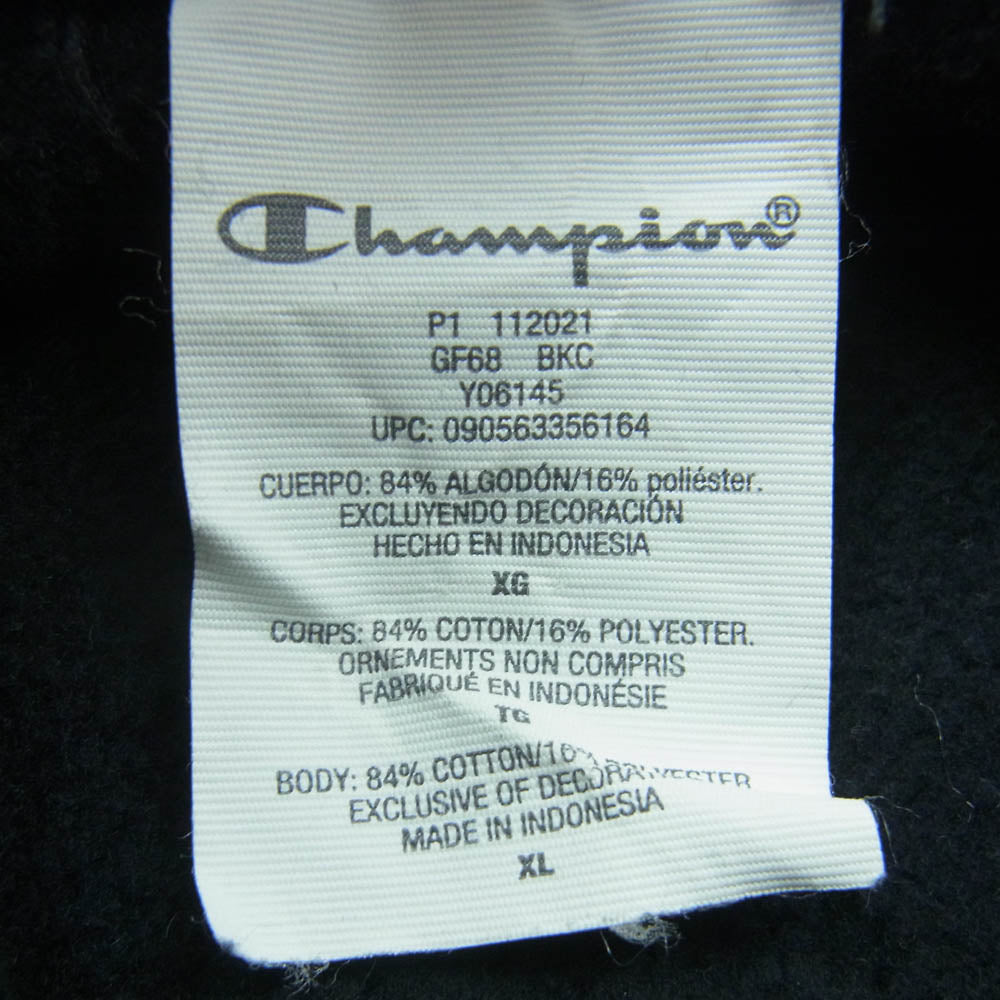 Champion®
P1 112021
GF68 BKC
Y06145
UPC: 090563356164
CUERPO: 84% ALGODÓN/16% poliéster.
EXCLUYENDO DECORACIÓN
HECHO EN INDONESIA
XG
CORPS: 84% COTON/16% POLYESTER.
ORNEMENTS NON COMPRIS
FABRIQUÉ EN INDONÉSIE
TG
BODY: 84% COTTON/16%
EXCLUSIVE OF
MADE IN INDONESIA
XL